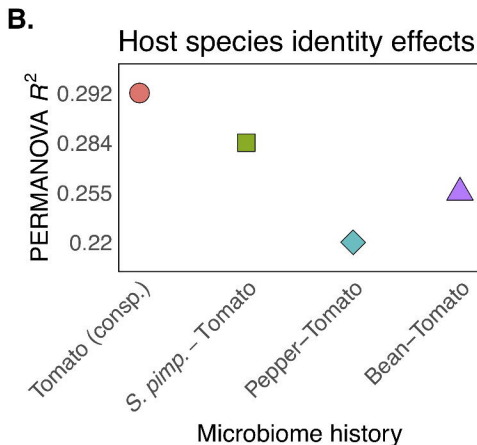 B.
Host species identity effects
PERMANOVA R²
0.292
0.284
0.255
0.22
Tomato (consp.)
S. pimp. – Tomato
Pepper–Tomato
Bean–Tomato
Microbiome history